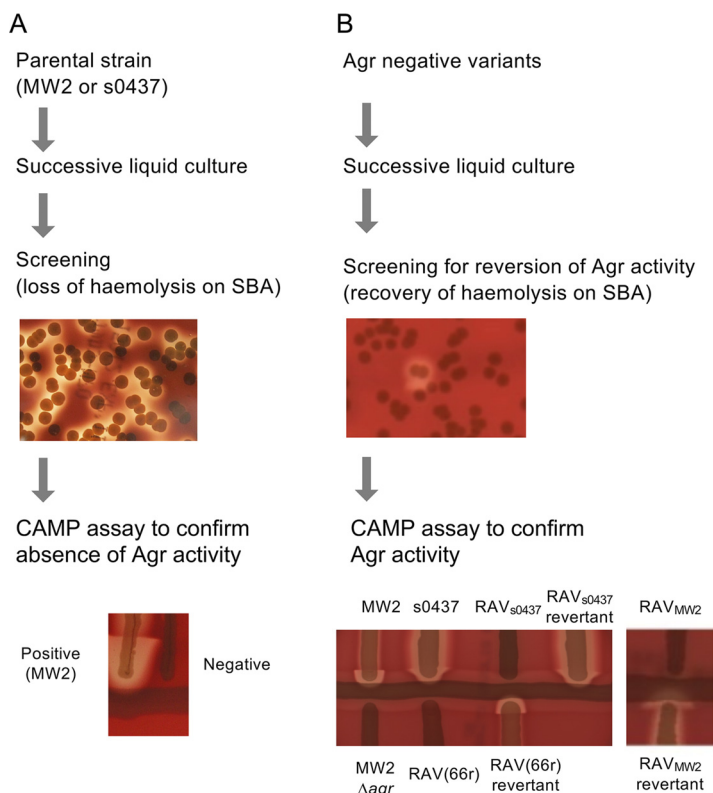 A
Parental strain
(MW2 or s0437)
Successive liquid culture
Screening
(loss of haemolysis on SBA)
CAMP assay to confirm
absence of Agr activity
Positive
(MW2)
Negative
B
Agr negative variants
Successive liquid culture
Screening for reversion of Agr activity
(recovery of haemolysis on SBA)
CAMP assay to confirm
Agr activity
MW2
s0437
RAVs0437
RAVs0437
revertant
RAVMW2
MW2
Δagr
RAV(66r)
RAV(66r)
revertant
RAVMW2
revertant